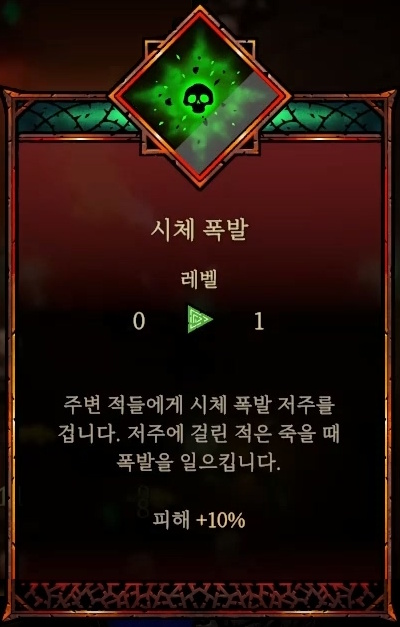 시체 폭발
레벨
0 1
주변 적들에게 시체 폭발 저주를
겁니다. 저주에 걸린 적은 죽을 때
폭발을 일으킵니다.
피해 +10%